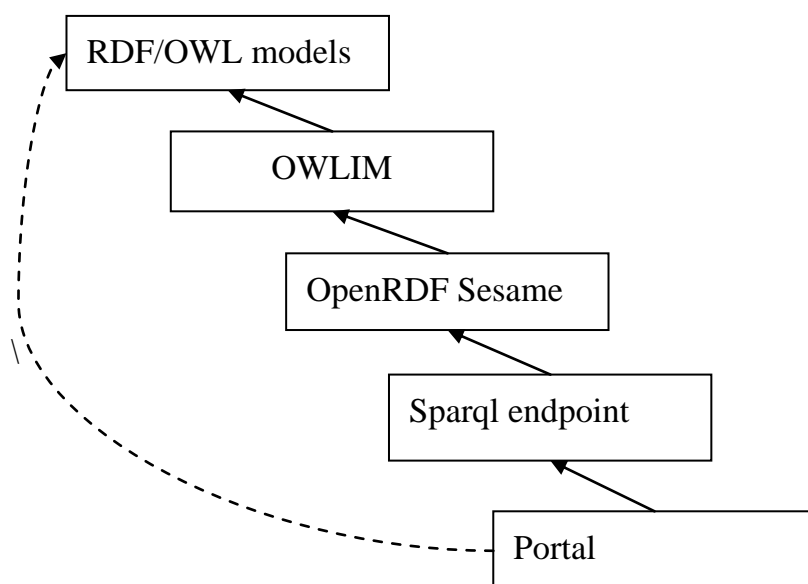 RDF/OWL models
OWLIM
OpenRDF Sesame
Sparql endpoint
Portal